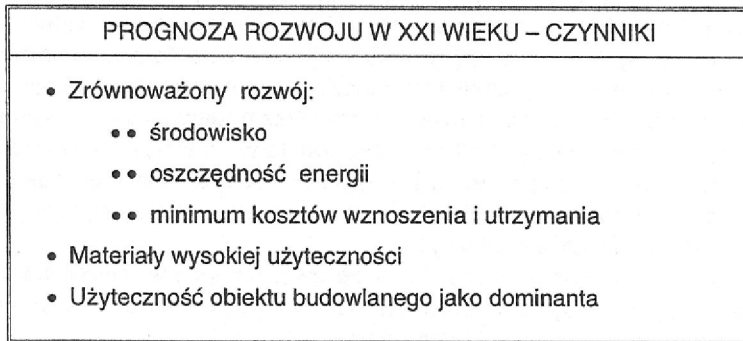 PROGNOZA ROZWOJU W XXI WIEKU – CZYNNIKI
• Zrównoważony rozwój:
•• środowisko
•• oszczędność energii
•• minimum kosztów wznoszenia i utrzymania
• Materiały wysokiej użyteczności
• Użyteczność obiektu budowlanego jako dominanta